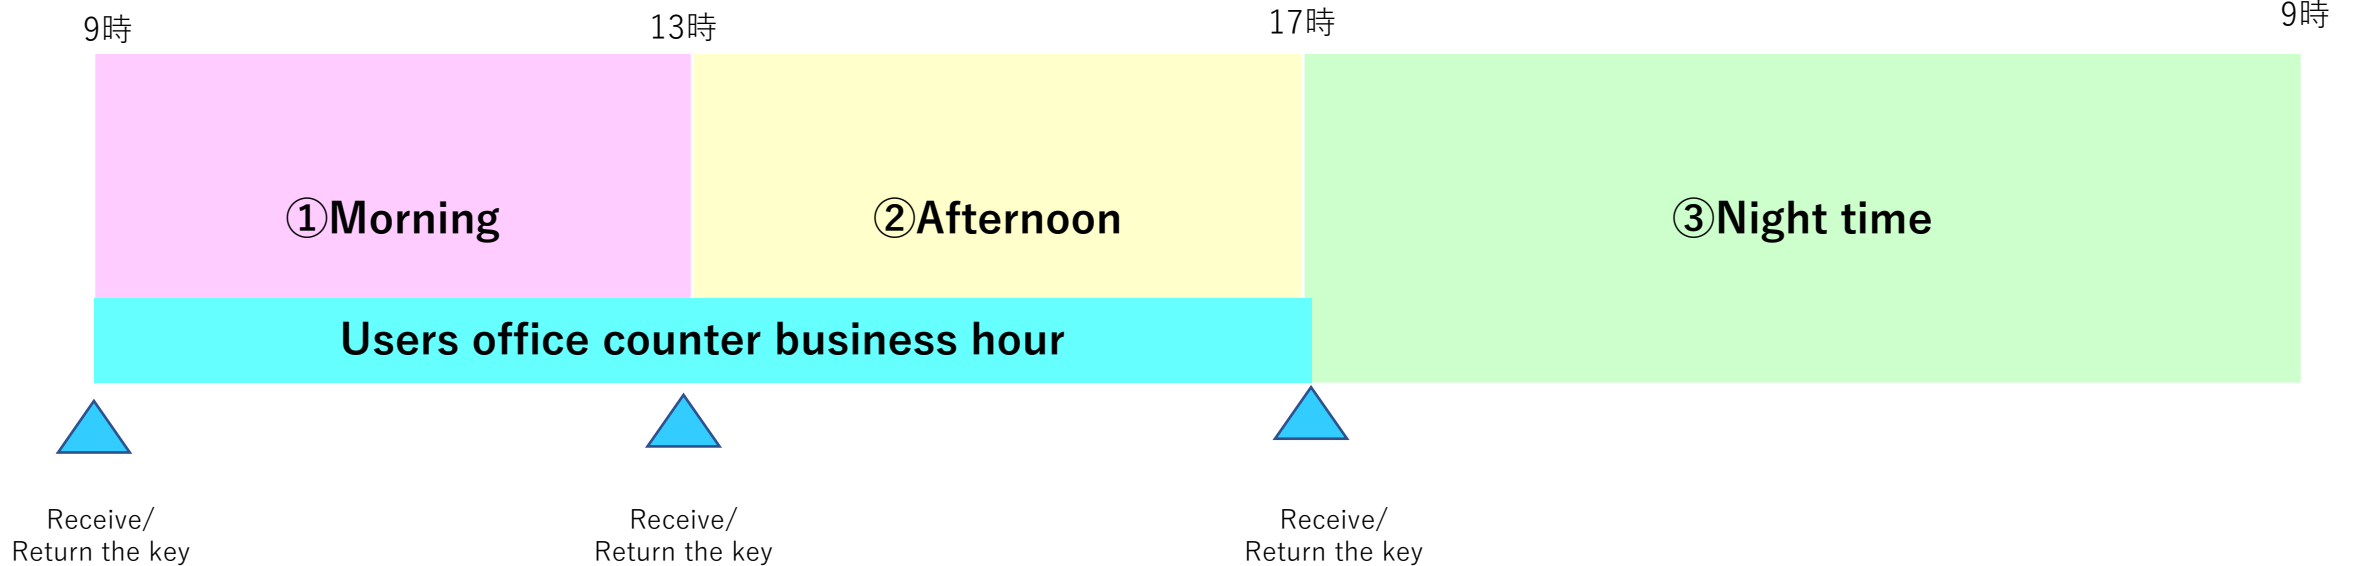 9時
13時
17時
9時
①Morning
②Afternoon
③Night time
Users office counter business hour
Receive/
Return the key
Receive/
Return the key
Receive/
Return the key